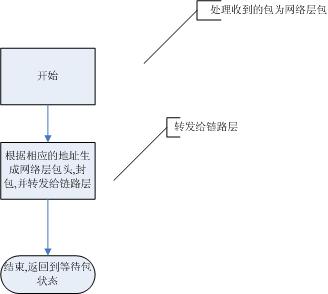 处理收到的包为网络层包
开始
转发给链路层
根据相应的地址生
成网络层包头,封
包,并转发给链路层
结束,返回到等待包
状态